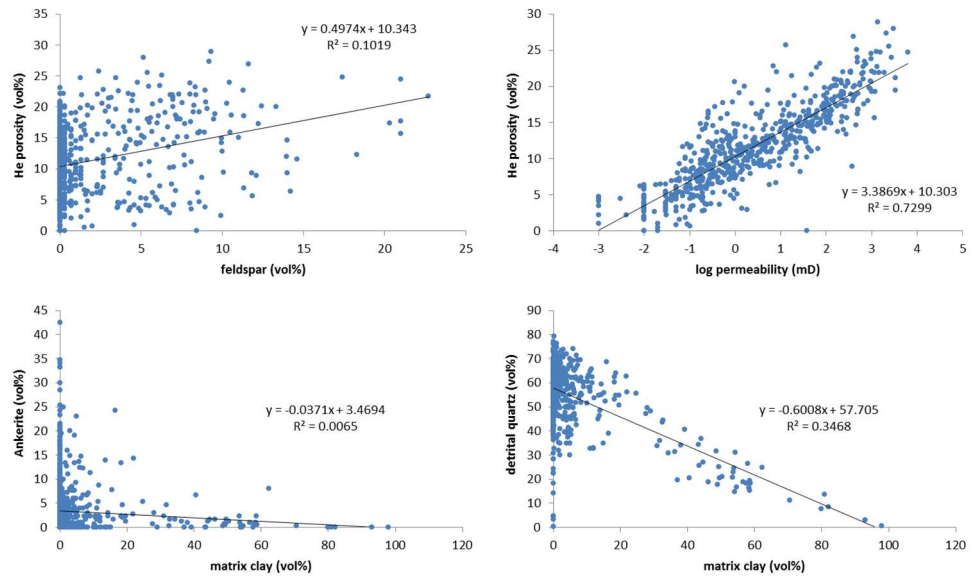 y = 0.4974x + 10.343
R² = 0.1019
He porosity (vol%)
35
30
25
20
15
10
5
0
0 5 10 15 20 25
feldspar (vol%)
He porosity (vol%)
35
30
25
20
15
10
5
0
y = 3.3869x + 10.303
R² = 0.7299
-4 -3 -2 -1 0 1 2 3 4 5
log permeability (mD)
Ankerite (vol%)
45
40
35
30
25
20
15
10
5
0
y = -0.0371x + 3.4694
R² = 0.0065
0 20 40 60 80 100 120
matrix clay (vol%)
detrital quartz (vol%)
90
80
70
60
50
40
30
20
10
0
y = -0.6008x + 57.705
R² = 0.3468
0 20 40 60 80 100 120
matrix clay (vol%)